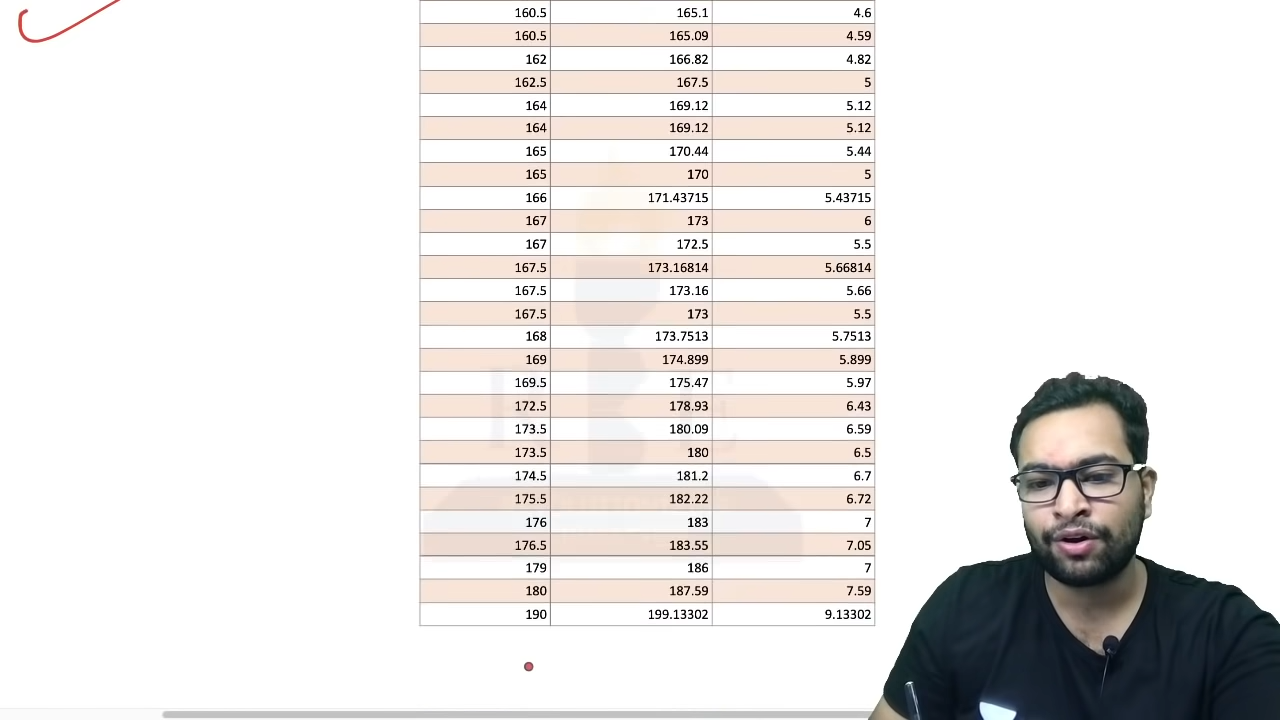 160.5 165.1 4.6
160.5 165.09 4.59
162 166.82 4.82
162.5 167.5 5
164 169.12 5.12
164 169.12 5.12
165 170.44 5.44
165 170 5
166 171.43715 5.43715
167 173 6
167 172.5 5.5
167.5 173.16814 5.66814
167.5 173.16 5.66
167.5 173 5.5
168 173.7513 5.7513
169 174.899 5.899
169.5 175.47 5.97
172.5 178.93 6.43
173.5 180.09 6.59
173.5 180 6.5
174.5 181.2 6.7
175.5 182.22 6.72
176 183 7
176.5 183.55 7.05
179 186 7
180 187.59 7.59
190 199.13302 9.13302